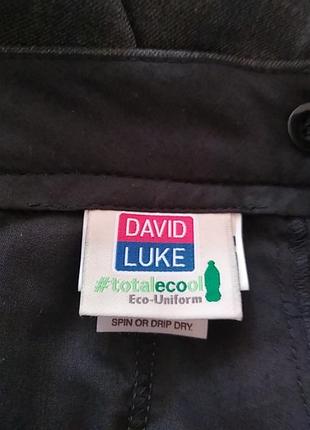 DAVID
LUKE
#totalecool
Eco-Uniform
SPIN OR DRIP DRY